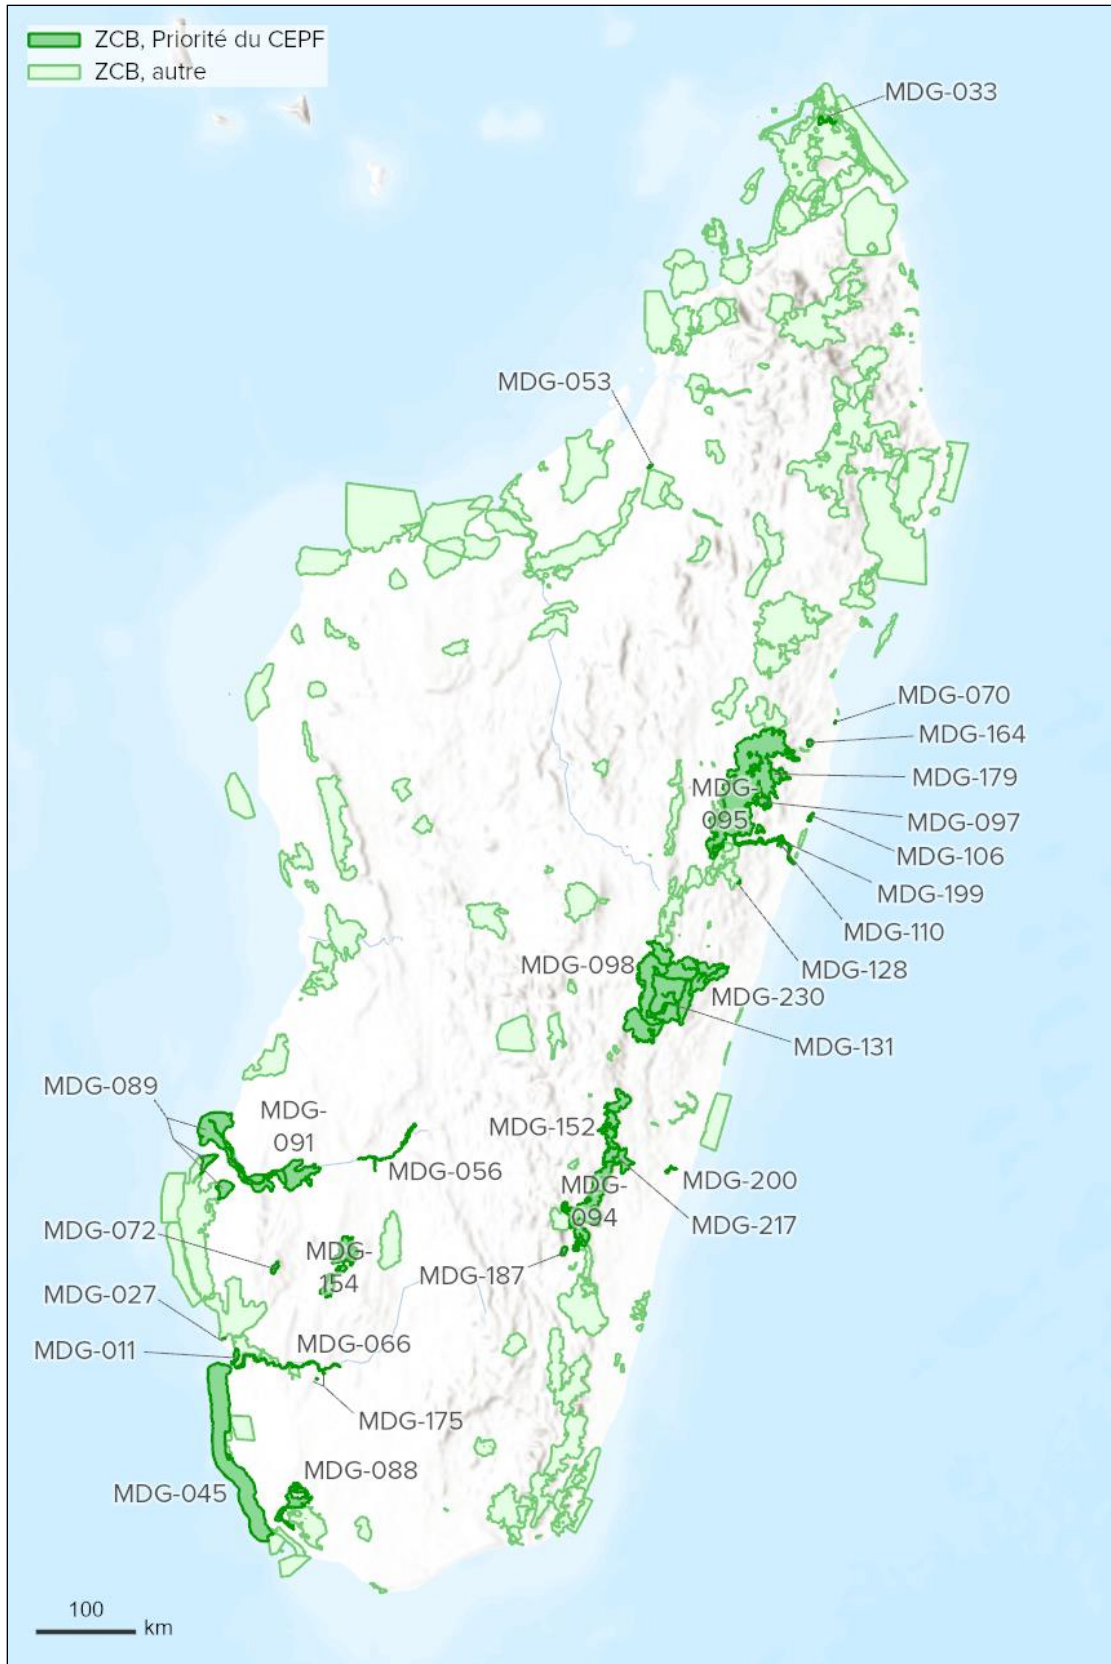 ZCB, Priorité du CEPF
ZCB, autre
MDG-033
MDG-053
MDG-070
MDG-164
MDG-179
MDG-
095
MDG-097
MDG-106
MDG-199
MDG-110
MDG-128
MDG-098
MDG-230
MDG-131
MDG-089
MDG-
091
MDG-152
MDG-056
MDG-200
MDG-
094
MDG-217
MDG-072
MDG-
154
MDG-187
MDG-027
MDG-011
MDG-066
MDG-175
MDG-088
MDG-045
100
km